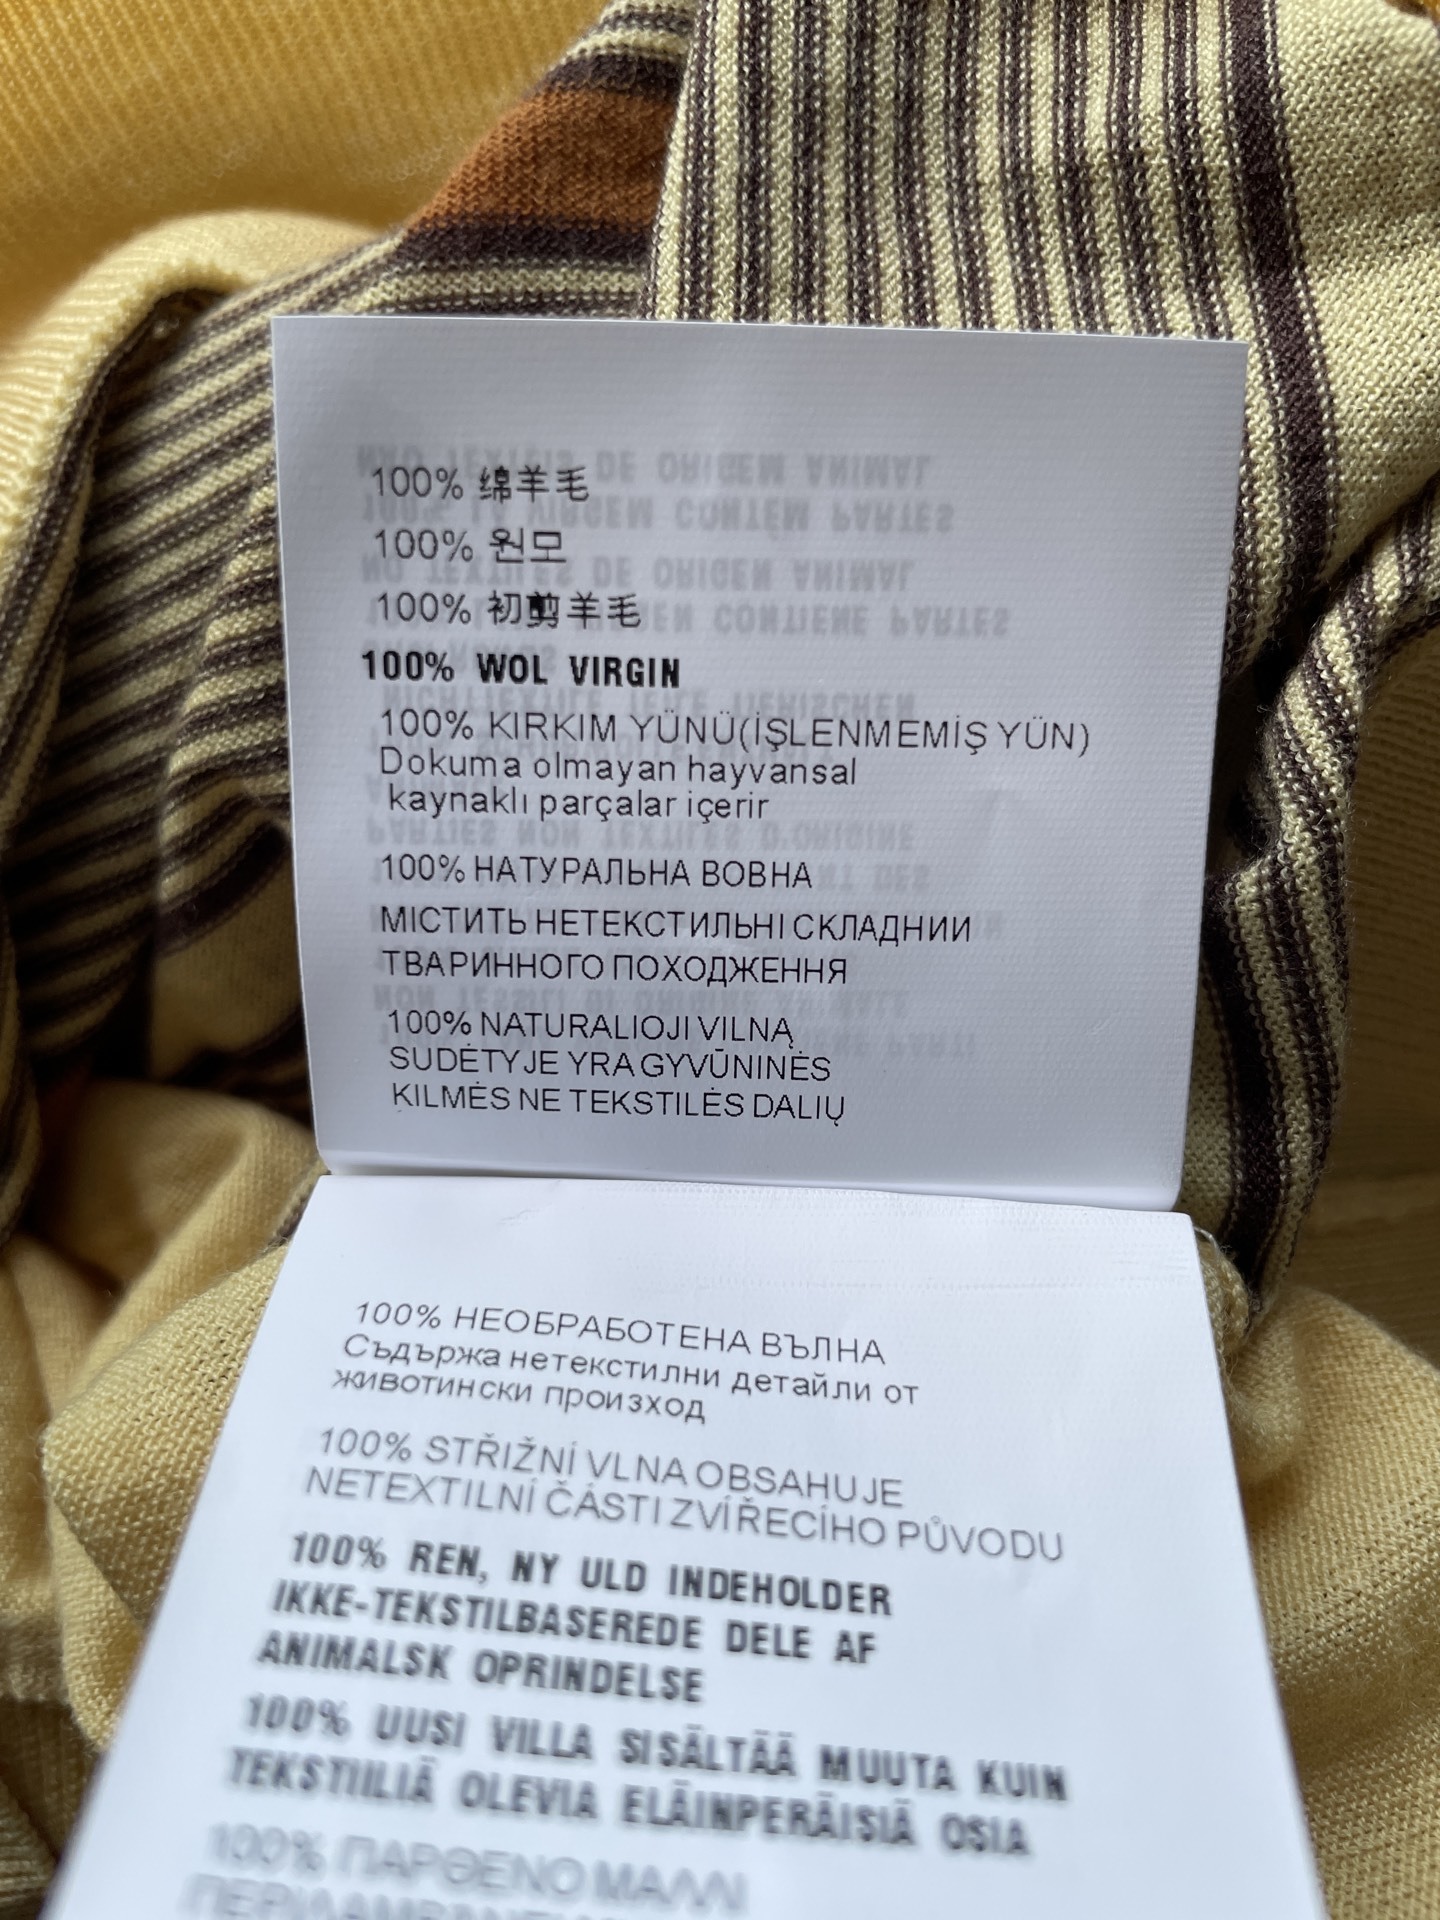 100% 绵羊毛
100% 원모
100% 初剪羊毛
100% WOL VIRGIN
100% KIRKIM YÜNÜ(İŞLENMEMİŞ YÜN)
Dokuma olmayan hayvansal
kaynaklı parçalar içerir
100% НАТУРАЛЬНА ВОВНА
МІСТИТЬ НЕТЕКСТИЛЬНІ СКЛАДНИИ
ТВАРИННОГО ПОХОДЖЕННЯ
100% NATURALIOJI VILNĄ
SUDĖTYJE YRA GYVŪNINĖS
KILMĖS NE TEKSTILĖS DALIŲ
100% НЕОБРАБОТЕНА ВЪЛНА
Съдържа нетекстилни детайли от
животински произход
100% STŘIŽNÍ VLNA OBSAHUJE
NETEXTILNÍ ČÁSTI ZVÍŘECÍHO PŮVODU
100% REN, NY ULD INDEHOLDER
IKKE-TEKSTILBASEREDE DELE AF
ANIMALSK OPRINDELSE
100% UUSI VILLA SISÄLTÄÄ MUUTA KUIN
TEKSTIILIÄ OLEVIA ELÄINPERÄISIÄ OSIA
100% ΠΑΡΘΕΝΟ ΜΑΛΛΙ